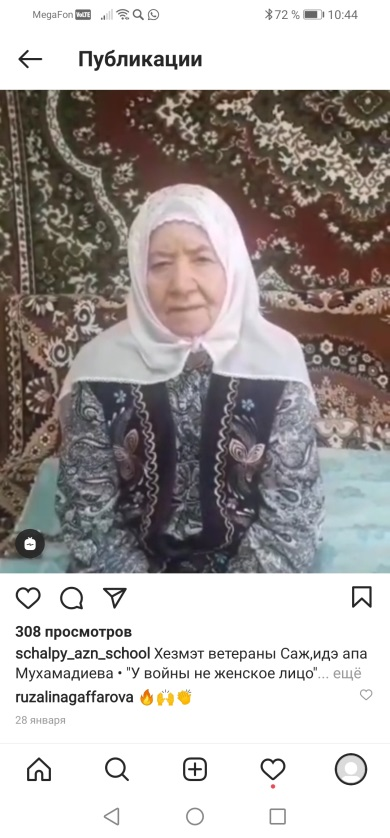 MegaFon VoLTE 72 % 10:44
Публикации
308 просмотров
schalpy_azn_school Хезмэт ветераны Саж,идэ апа
Мухамадиева • "У войны не женское лицо"... ещё
ruzalinagaffarova 🔥🙌👏
28 января